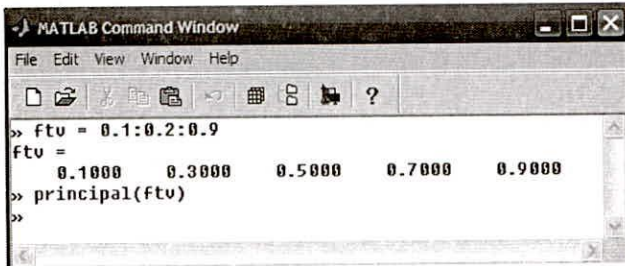 MATLAB Command Window
File Edit View Window Help
?
» ftv = 0.1:0.2:0.9
ftv =
0.1000 0.3000 0.5000 0.7000 0.9000
» principal(ftv)
»